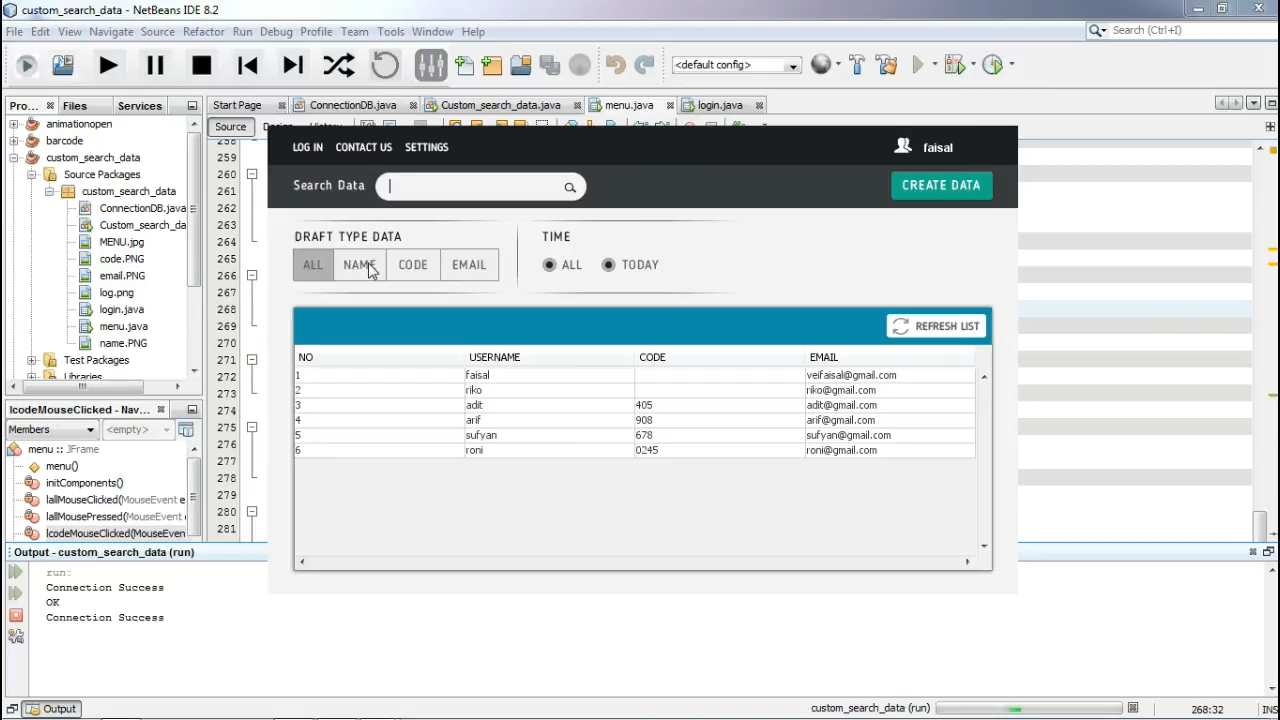 custom_search_data - NetBeans IDE 8.2
File Edit View Navigate Source Refactor Run Debug Profile Team Tools Window Help
Search (Ctrl+I)
<default config>
Pro... Files Services
Start Page ConnectionDB.java Custom_search_data.java menu.java login.java
Source
animationopen
barcode
custom_search_data
Source Packages
custom_search_data
ConnectionDB.java
Custom_search_da
MENU.jpg
code.PNG
email.PNG
log.png
login.java
menu.java
name.PNG
Test Packages
Libraries
258
259
260
261
262
263
264
265
266
267
268
269
270
271
272
273
274
275
276
277
278
279
280
281
LOG IN CONTACT US SETTINGS
faisal
Search Data
CREATE DATA
DRAFT TYPE DATA
TIME
ALL NAME CODE EMAIL
ALL TODAY
REFRESH LIST
NO USERNAME CODE EMAIL
1 faisal veifaisal@gmail.com
2 riko riko@gmail.com
3 adit 405 adit@gmail.com
4 arif 908 arif@gmail.com
5 sufyan 678 sufyan@gmail.com
6 roni 0245 roni@gmail.com
lcodeMouseClicked - Nav...
Members <empty>
menu :: JFrame
menu()
initComponents()
lallMouseClicked(MouseEvent e
lallMousePressed(MouseEvent
lcodeMouseClicked(MouseEven
Output - custom_search_data (run)
run:
Connection Success
OK
Connection Success
Output
custom_search_data (run)
268:32
INS